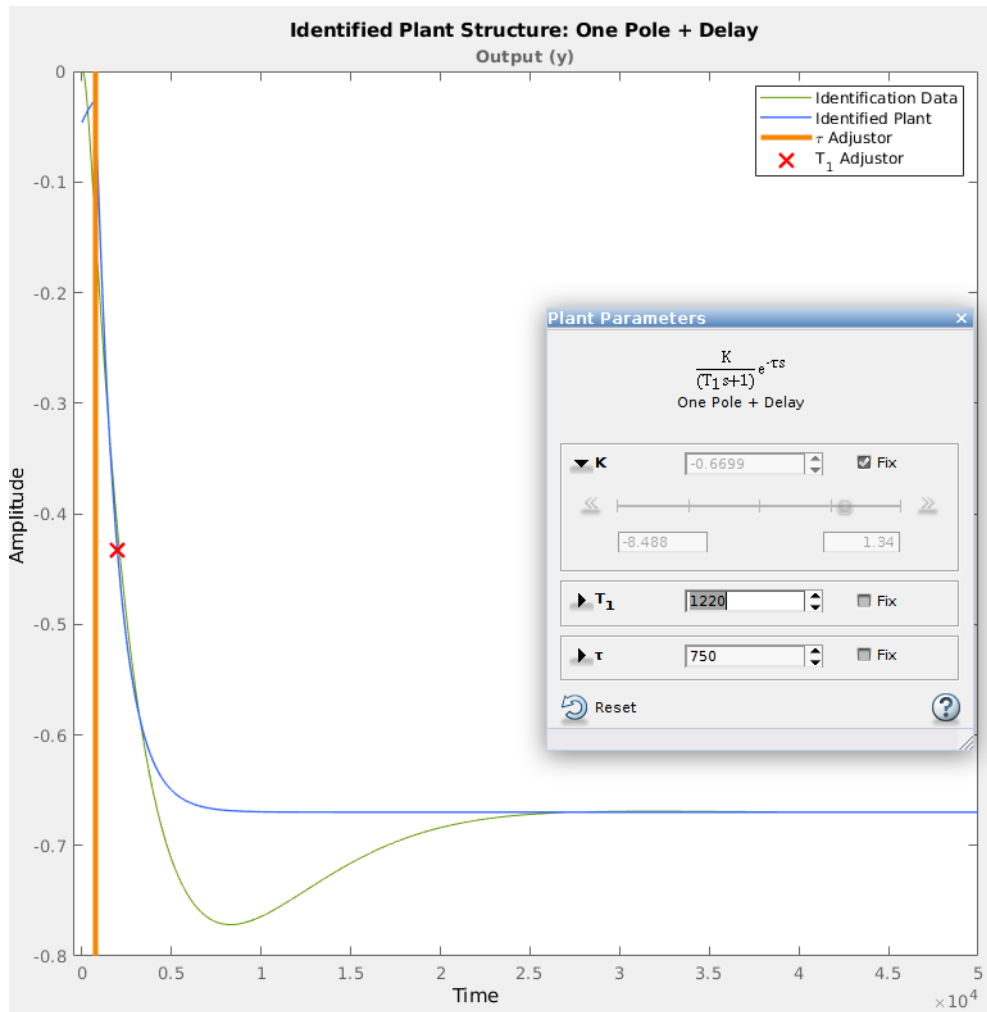 Identified Plant Structure: One Pole + Delay
Output (y)
Identification Data
Identified Plant
τ Adjustor
T₁ Adjustor
0
-0.1
-0.2
-0.3
-0.4
-0.5
-0.6
-0.7
-0.8
Amplitude
0
0.5
1
1.5
2
2.5
3
3.5
4
4.5
5
×10⁴
Time
Plant Parameters
K
(T₁s+1)
e^-τs
One Pole + Delay
K -0.6699 Fix
-8.488 1.34
T₁ 1220 Fix
τ 750 Fix
Reset ?